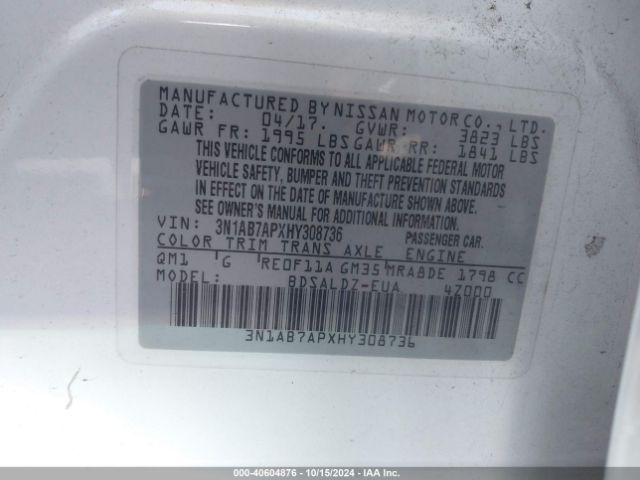 MANUFACTURED BY NISSAN MOTOR CO., LTD.
DATE: 04/17. GVWR: 3823 LBS
GAWR FR: 1995 LBS GAWR RR: 1841 LBS
THIS VEHICLE CONFORMS TO ALL APPLICABLE FEDERAL MOTOR
VEHICLE SAFETY, BUMPER AND THEFT PREVENTION STANDARDS
IN EFFECT ON THE DATE OF MANUFACTURE SHOWN ABOVE.
SEE OWNER'S MANUAL FOR ADDITIONAL INFORMATION.
VIN: 3N1AB7APXHY308736 PASSENGER CAR.
COLOR TRIM TRANS AXLE ENGINE
QM1 G RE0F11A GM35 MRA8DE 1798 CC
MODEL: BDSALDZ-EUA 4Z000
3N1AB7APXHY308736
000-40604876 - 10/15/2024 - IAA Inc.